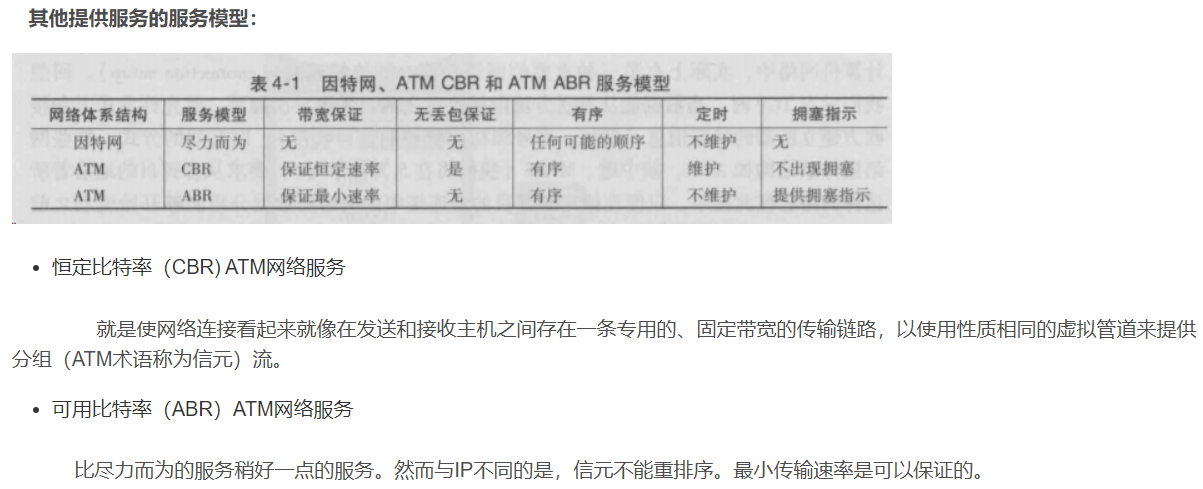 其他提供服务的服务模型：
表 4-1 因特网、ATM CBR 和 ATM ABR 服务模型
网络体系结构 服务模型 带宽保证 无丢包保证 有序 定时 拥塞指示
因特网 尽力而为 无 无 任何可能的顺序 不维护 无
ATM CBR 保证恒定速率 是 有序 维护 不出现拥塞
ATM ABR 保证最小速率 无 有序 不维护 提供拥塞指示
• 恒定比特率（CBR) ATM网络服务
就是使网络连接看起来就像在发送和接收主机之间存在一条专用的、固定带宽的传输链路，以使用性质相同的虚拟管道来提供
分组（ATM术语称为信元）流。
• 可用比特率（ABR）ATM网络服务
比尽力而为的服务稍好一点的服务。然而与IP不同的是，信元不能重排序。最小传输速率是可以保证的。